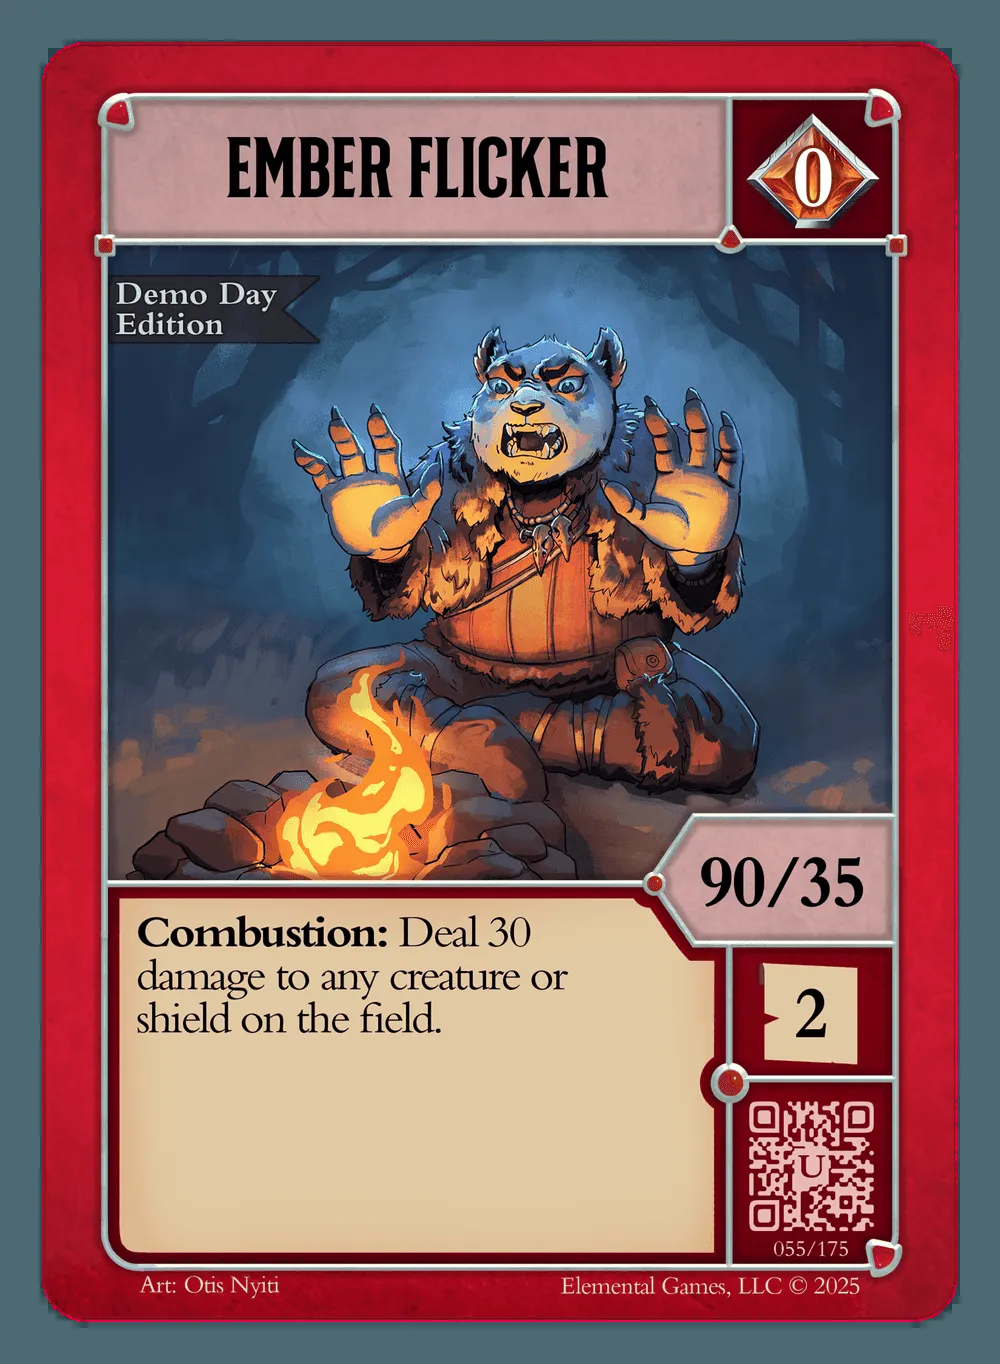 EMBER FLICKER
0
Demo Day
Edition
90/35
Combustion: Deal 30
damage to any creature or
shield on the field.
2
U
055/175
Art: Otis Nyiti
Elemental Games, LLC © 2025